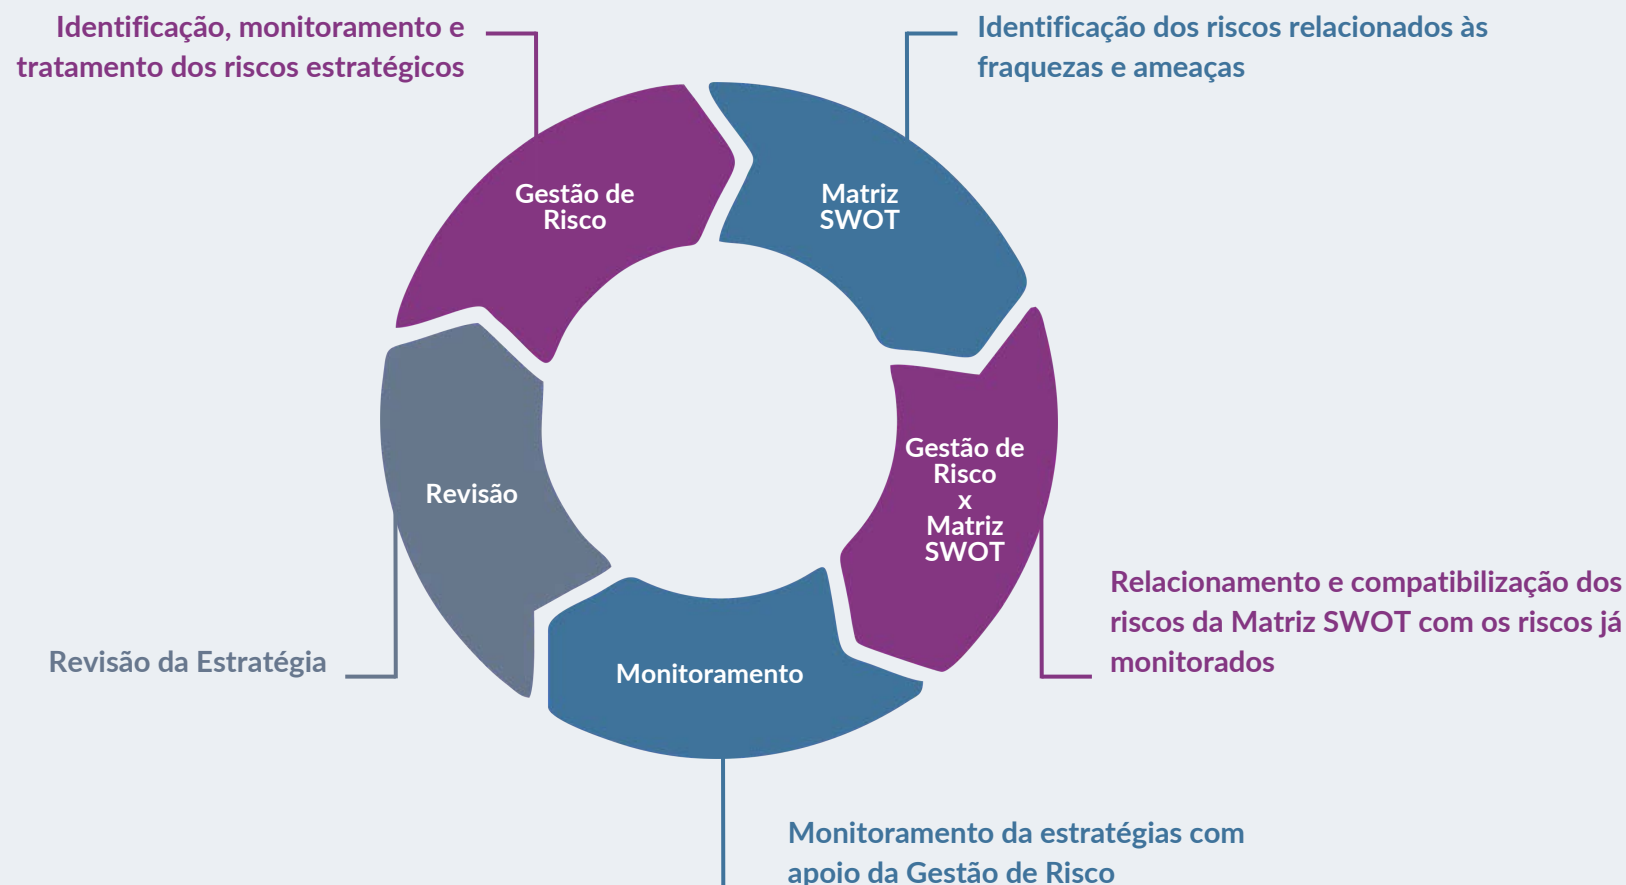 Identificação, monitoramento e
tratamento dos riscos estratégicos
Identificação dos riscos relacionados às
fraquezas e ameaças
Gestão de
Risco
Matriz
SWOT
Gestão de
Risco
x
Matriz
SWOT
Revisão
Relacionamento e compatibilização dos
riscos da Matriz SWOT com os riscos já
monitorados
Revisão da Estratégia
Monitoramento
Monitoramento da estratégias com
apoio da Gestão de Risco